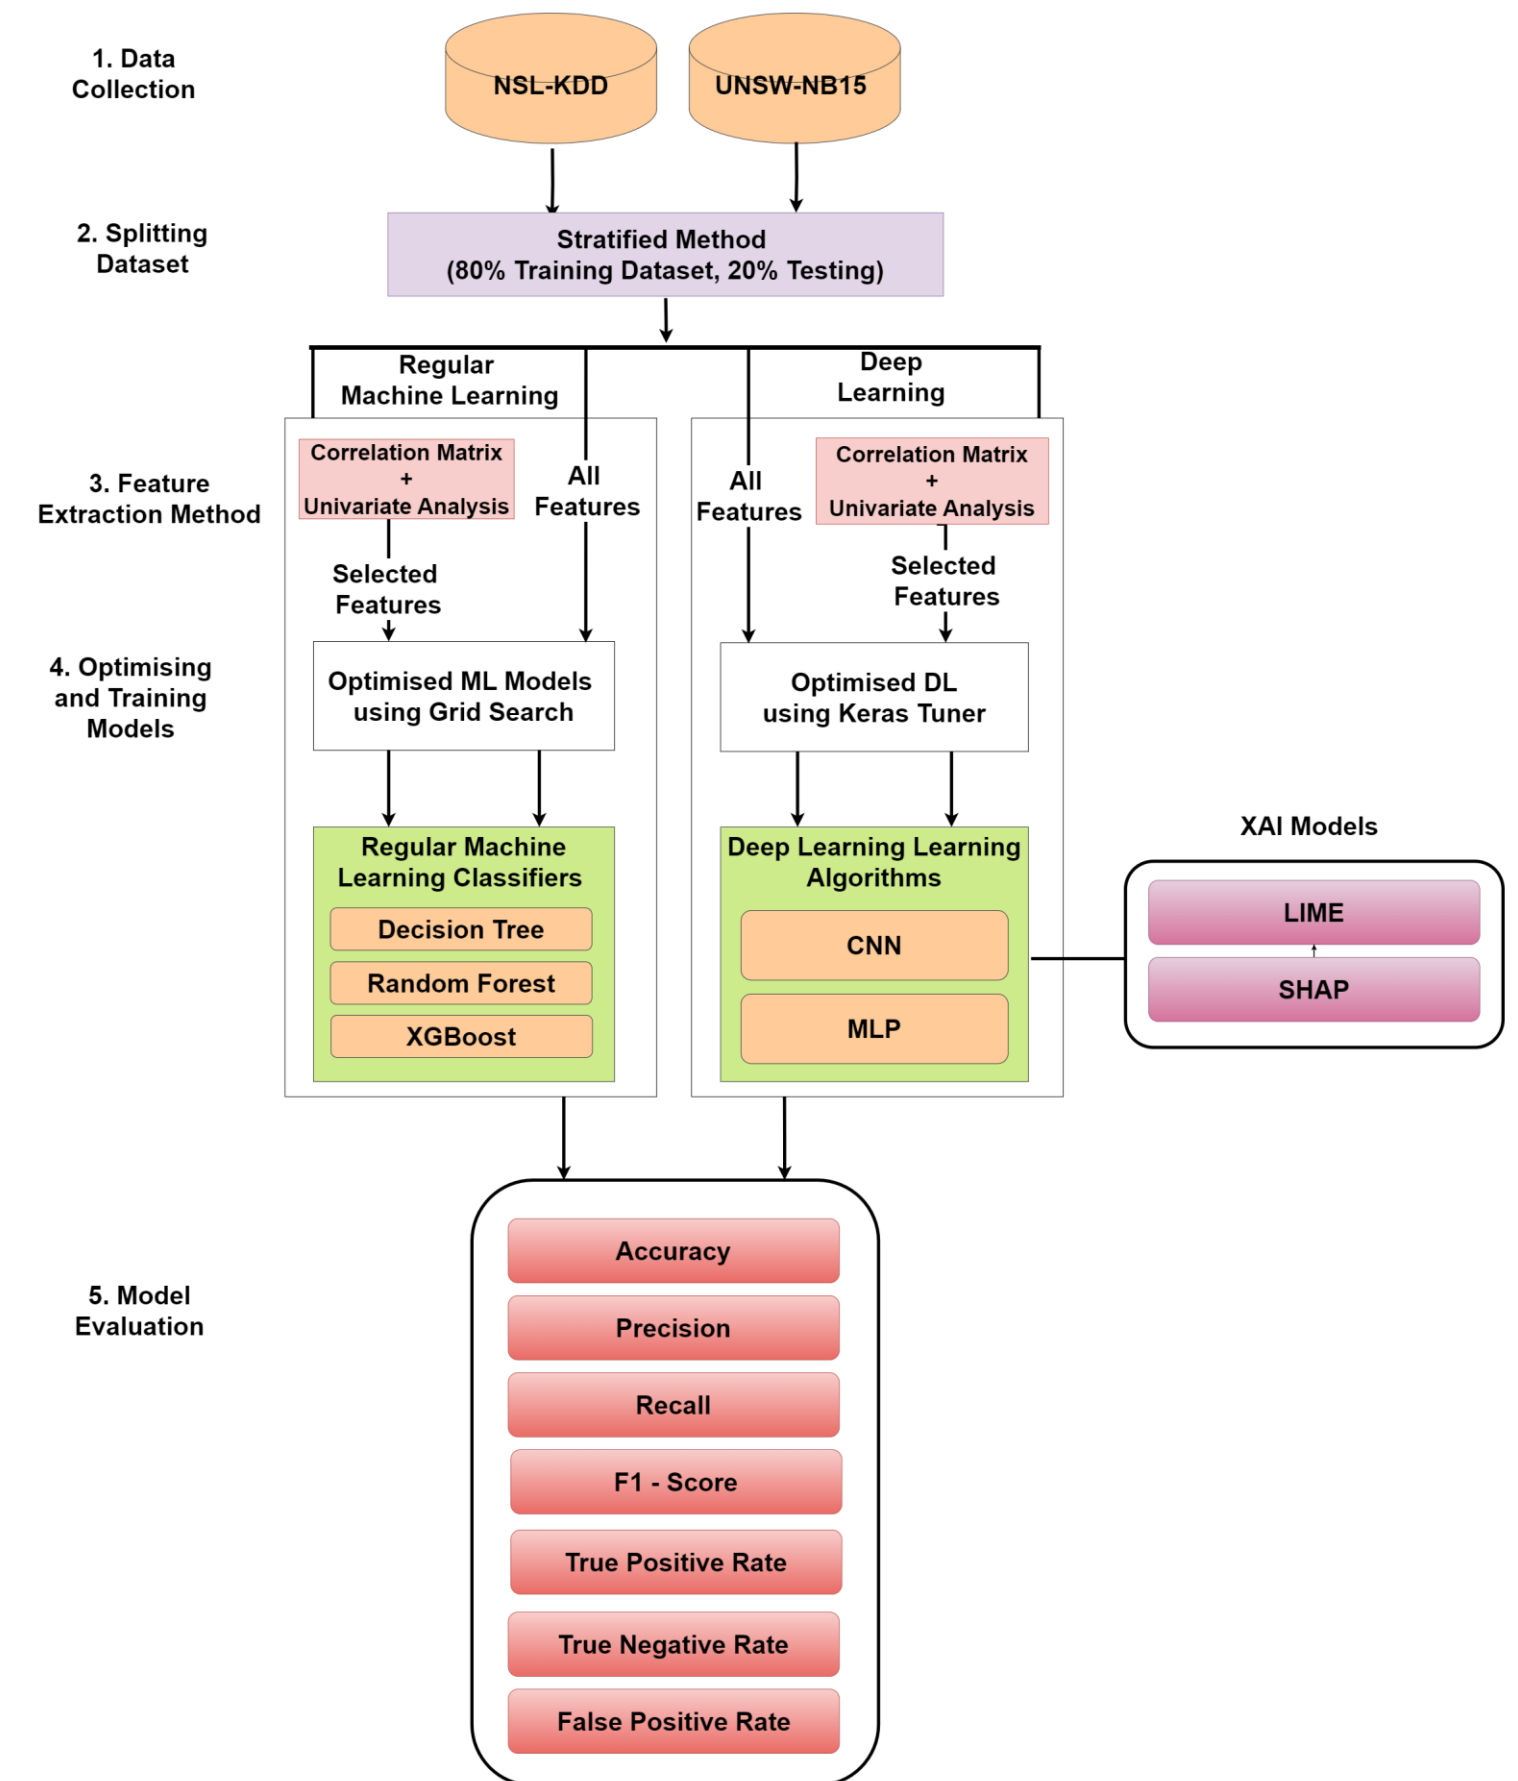 1. Data
Collection
NSL-KDD
UNSW-NB15
2. Splitting
Dataset
Stratified Method
(80% Training Dataset, 20% Testing)
Regular
Machine Learning
Deep
Learning
3. Feature
Extraction Method
Correlation Matrix
+
Univariate Analysis
All
Features
Selected
Features
All
Features
Correlation Matrix
+
Univariate Analysis
Selected
Features
4. Optimising
and Training
Models
Optimised ML Models
using Grid Search
Optimised DL
using Keras Tuner
Regular Machine
Learning Classifiers
Decision Tree
Random Forest
XGBoost
Deep Learning Learning
Algorithms
CNN
MLP
XAI Models
LIME
SHAP
5. Model
Evaluation
Accuracy
Precision
Recall
F1 - Score
True Positive Rate
True Negative Rate
False Positive Rate